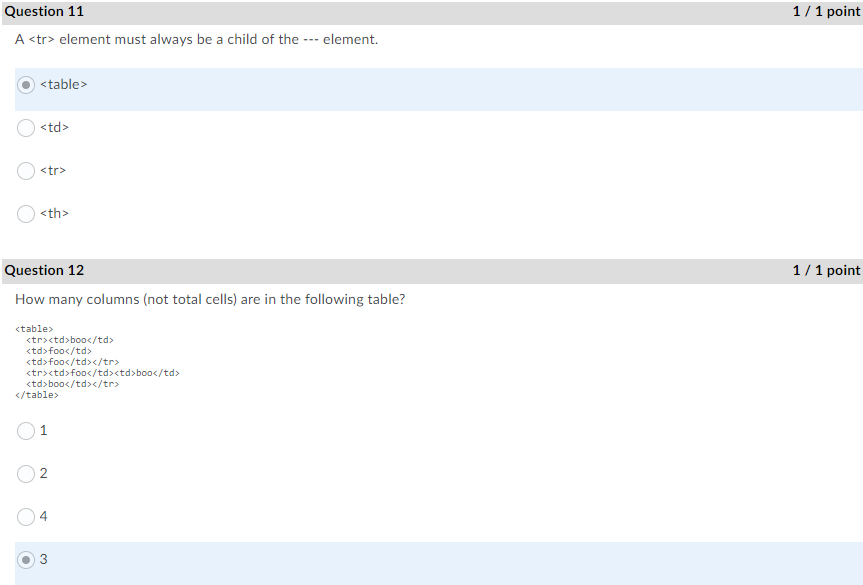 Question 11 1 / 1 point
A <tr> element must always be a child of the --- element.
<table>
<td>
<tr>
<th>
Question 12 1 / 1 point
How many columns (not total cells) are in the following table?
<table>
<tr><td>boo</td>
<td>foo</td>
<td>foo</td></tr>
<tr><td>foo</td><td>boo</td>
<td>boo</td></tr>
</table>
1
2
4
3